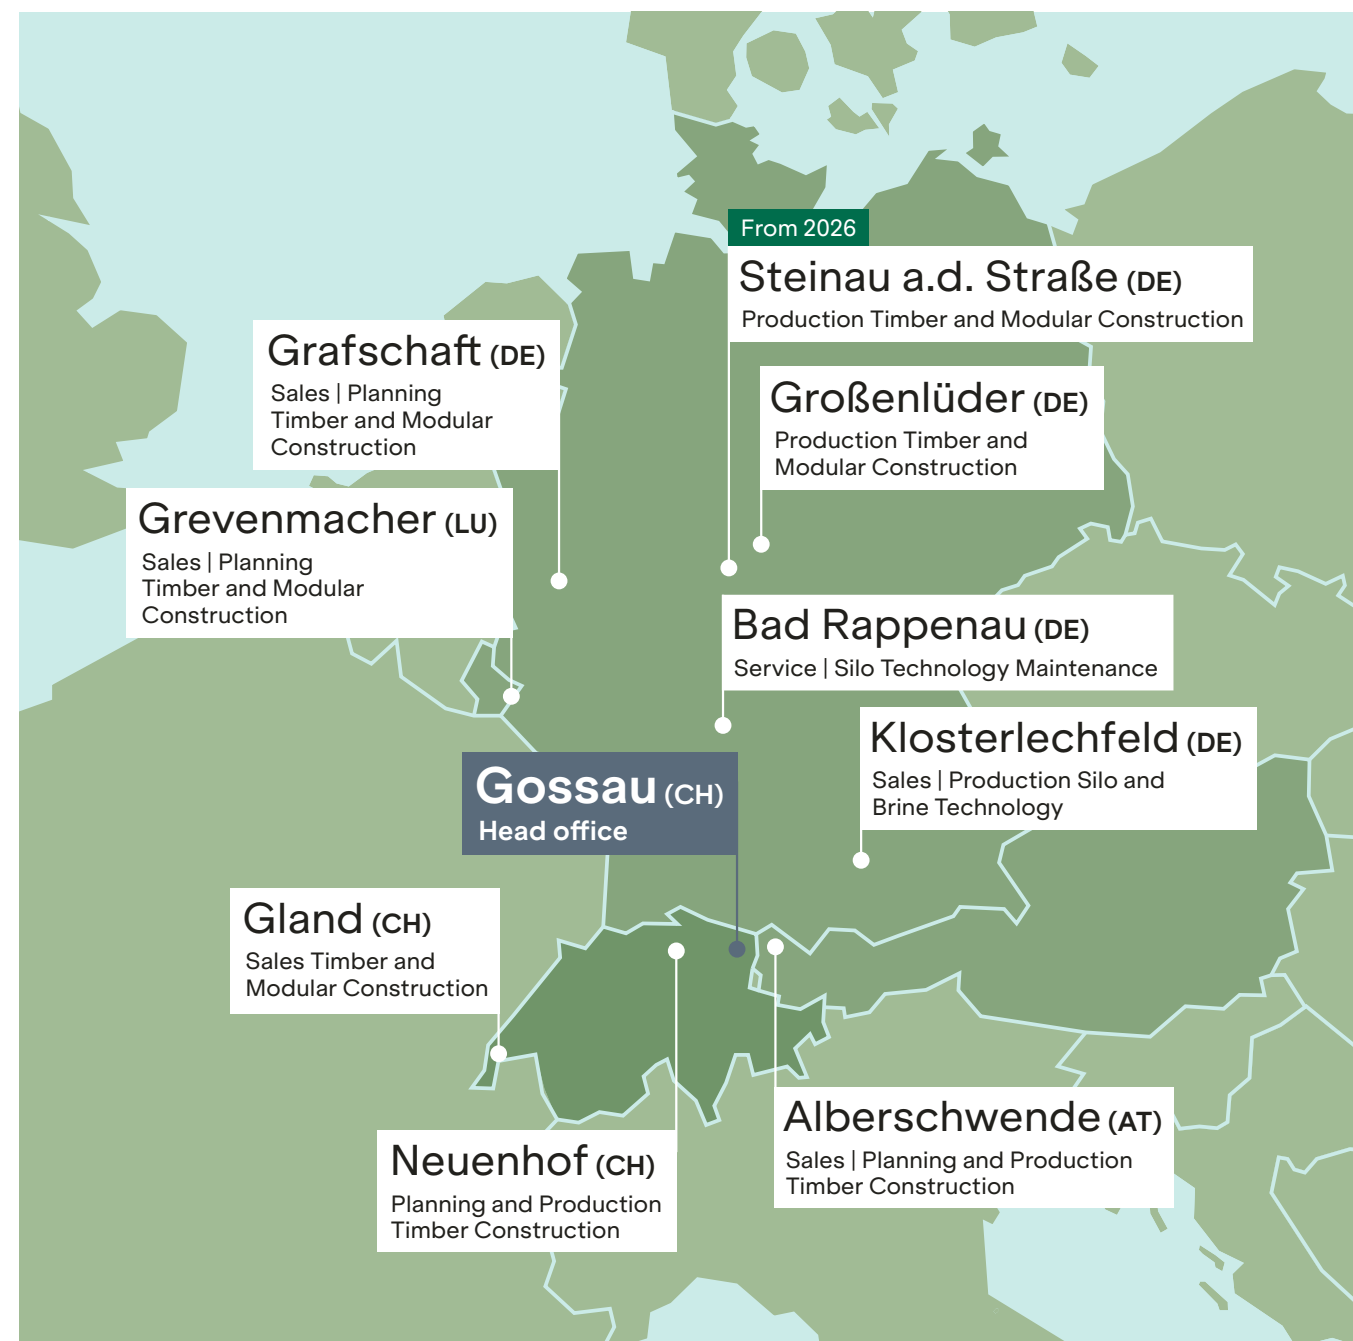 From 2026
Steinau a.d. Straße (DE)
Production Timber and Modular Construction
Grafschaft (DE)
Sales | Planning
Timber and Modular
Construction
Großenlüder (DE)
Production Timber and
Modular Construction
Grevenmacher (LU)
Sales | Planning
Timber and Modular
Construction
Bad Rappenau (DE)
Service | Silo Technology Maintenance
Klosterlechfeld (DE)
Sales | Production Silo and
Brine Technology
Gossau (CH)
Head office
Gland (CH)
Sales Timber and
Modular Construction
Alberschwende (AT)
Sales | Planning and Production
Timber Construction
Neuenhof (CH)
Planning and Production
Timber Construction